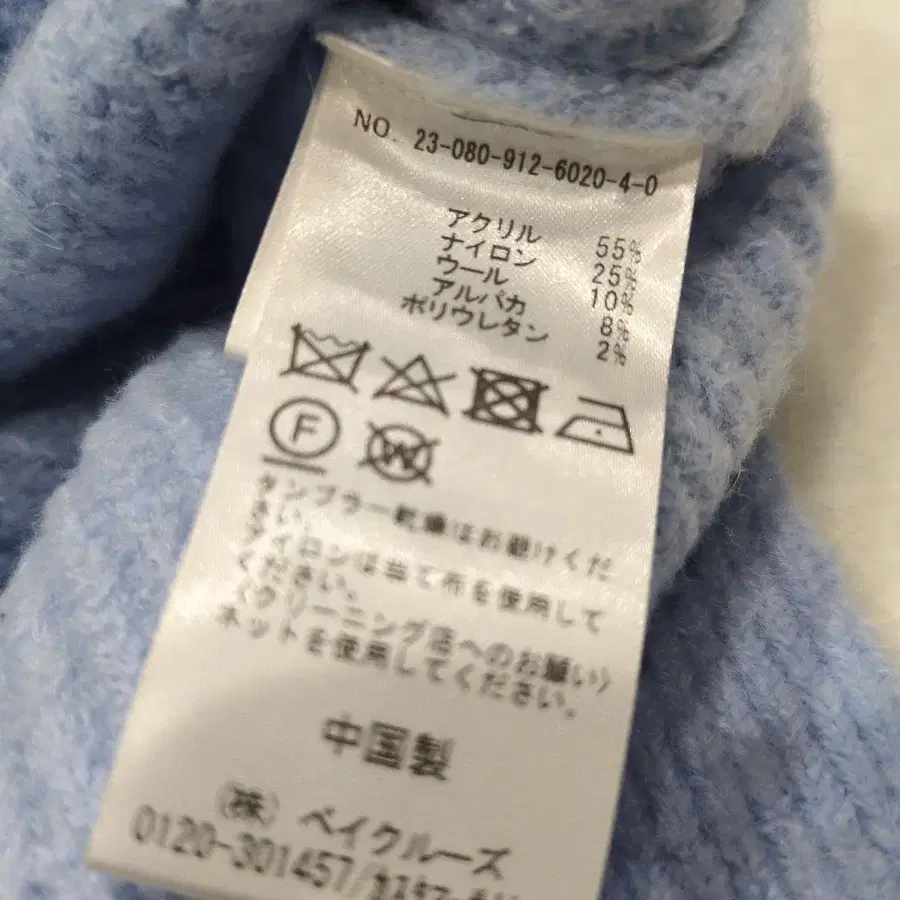 NO. 23-080-912-6020-4-0
アクリル 55%
ナイロン 25%
ウール 10%
アルパカ 8%
ポリウレタン 2%
F
W
タンブラー乾燥はお避けくだ
さい。
アイロンは当て布を使用して
ください。
(クリーニング店へのお願い)
ネットを使用してください。
中国製
(株) ベイクルーズ
0120-301457/